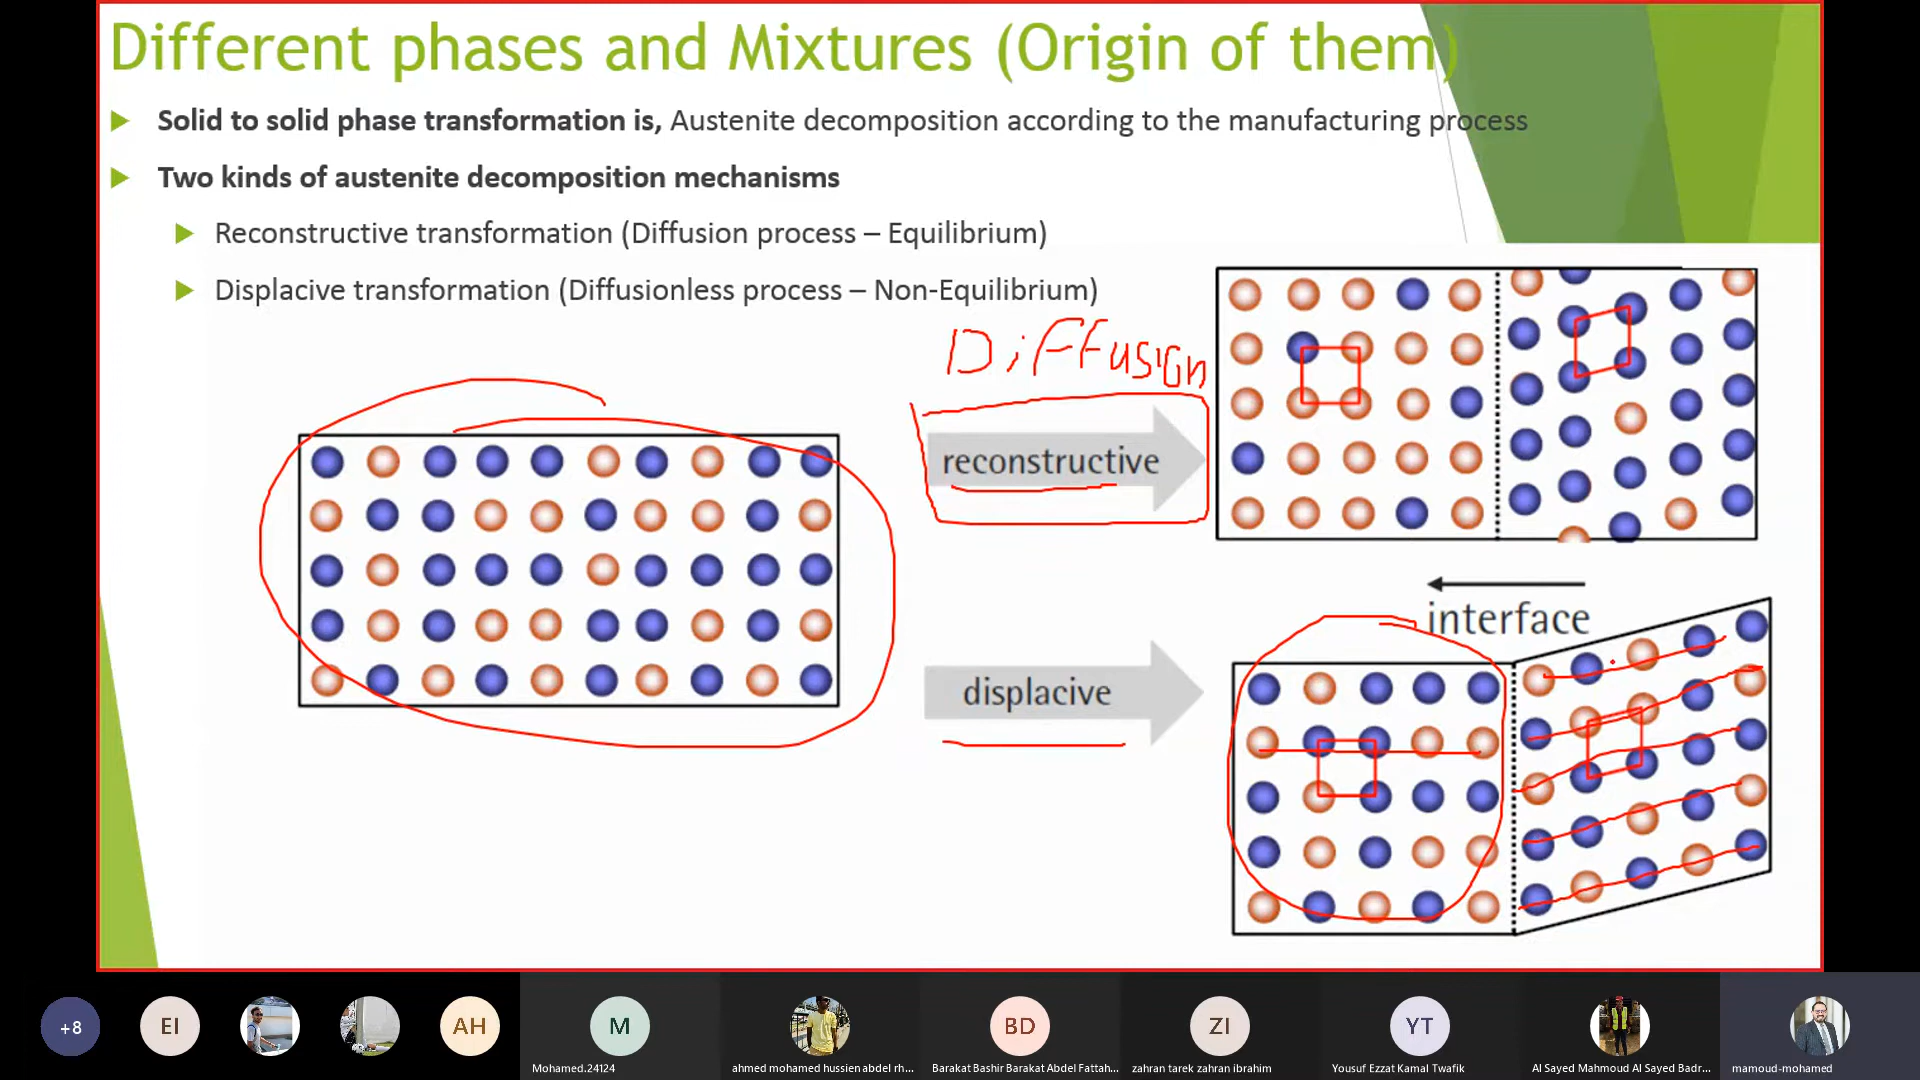 Different phases and Mixtures (Origin of them)
Solid to solid phase transformation is, Austenite decomposition according to the manufacturing process
Two kinds of austenite decomposition mechanisms
Reconstructive transformation (Diffusion process – Equilibrium)
Displacive transformation (Diffusionless process – Non-Equilibrium)
Diffusion
reconstructive
interface
displacive
+8
EI
AH
M
BD
ZI
YT
Mohamed.24124
ahmed mohamed hussien abdel rh...
Barakat Bashir Barakat Abdel Fattah...
zahran tarek zahran ibrahim
Yousuf Ezzat Kamal Twafik
Al Sayed Mahmoud Al Sayed Badr...
mamoud-mohamed